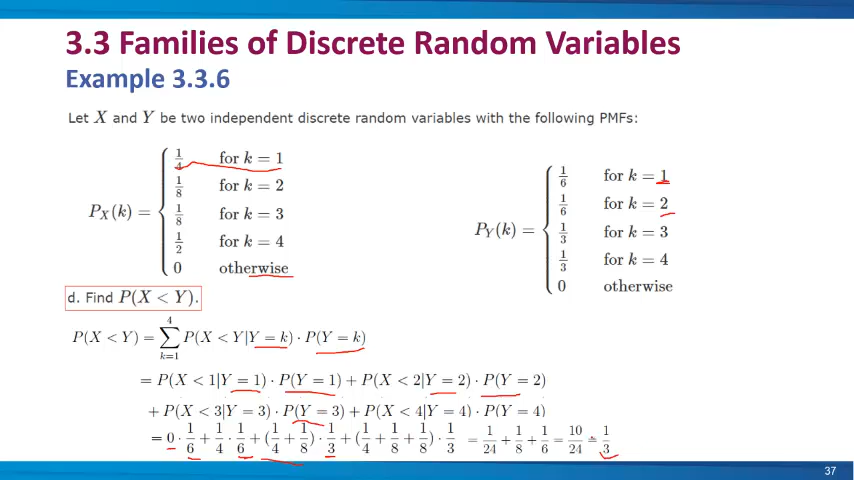 3.3 Families of Discrete Random Variables
Example 3.3.6
Let X and Y be two independent discrete random variables with the following PMFs:
P_X(k) = { 1/4 for k = 1
1/8 for k = 2
1/8 for k = 3
1/2 for k = 4
0 otherwise
P_Y(k) = { 1/6 for k = 1
1/6 for k = 2
1/3 for k = 3
1/3 for k = 4
0 otherwise
d. Find P(X < Y).
P(X < Y) = ∑_{k=1}^{4} P(X < Y|Y = k) · P(Y = k)
= P(X < 1|Y = 1) · P(Y = 1) + P(X < 2|Y = 2) · P(Y = 2)
+ P(X < 3|Y = 3) · P(Y = 3) + P(X < 4|Y = 4) · P(Y = 4)
= 0 · 1/6 + 1/4 · 1/6 + (1/4 + 1/8) · 1/3 + (1/4 + 1/8 + 1/8) · 1/3 = 1/24 + 1/8 + 1/6 = 10/24 = 1/3
37